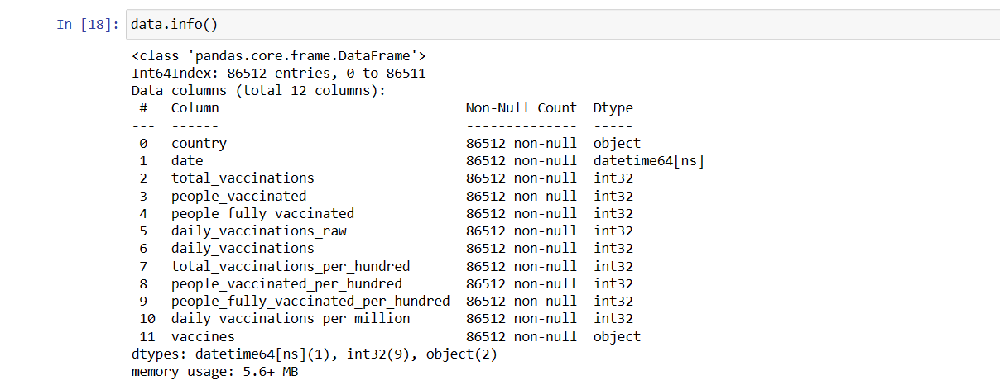 In [18]: data.info()
<class 'pandas.core.frame.DataFrame'>
Int64Index: 86512 entries, 0 to 86511
Data columns (total 12 columns):
 #   Column                               Non-Null Count  Dtype
---  ------                               --------------  -----
 0   country                              86512 non-null  object
 1   date                                 86512 non-null  datetime64[ns]
 2   total_vaccinations                   86512 non-null  int32
 3   people_vaccinated                    86512 non-null  int32
 4   people_fully_vaccinated              86512 non-null  int32
 5   daily_vaccinations_raw               86512 non-null  int32
 6   daily_vaccinations                   86512 non-null  int32
 7   total_vaccinations_per_hundred       86512 non-null  int32
 8   people_vaccinated_per_hundred        86512 non-null  int32
 9   people_fully_vaccinated_per_hundred  86512 non-null  int32
 10  daily_vaccinations_per_million       86512 non-null  int32
 11  vaccines                             86512 non-null  object
dtypes: datetime64[ns](1), int32(9), object(2)
memory usage: 5.6+ MB